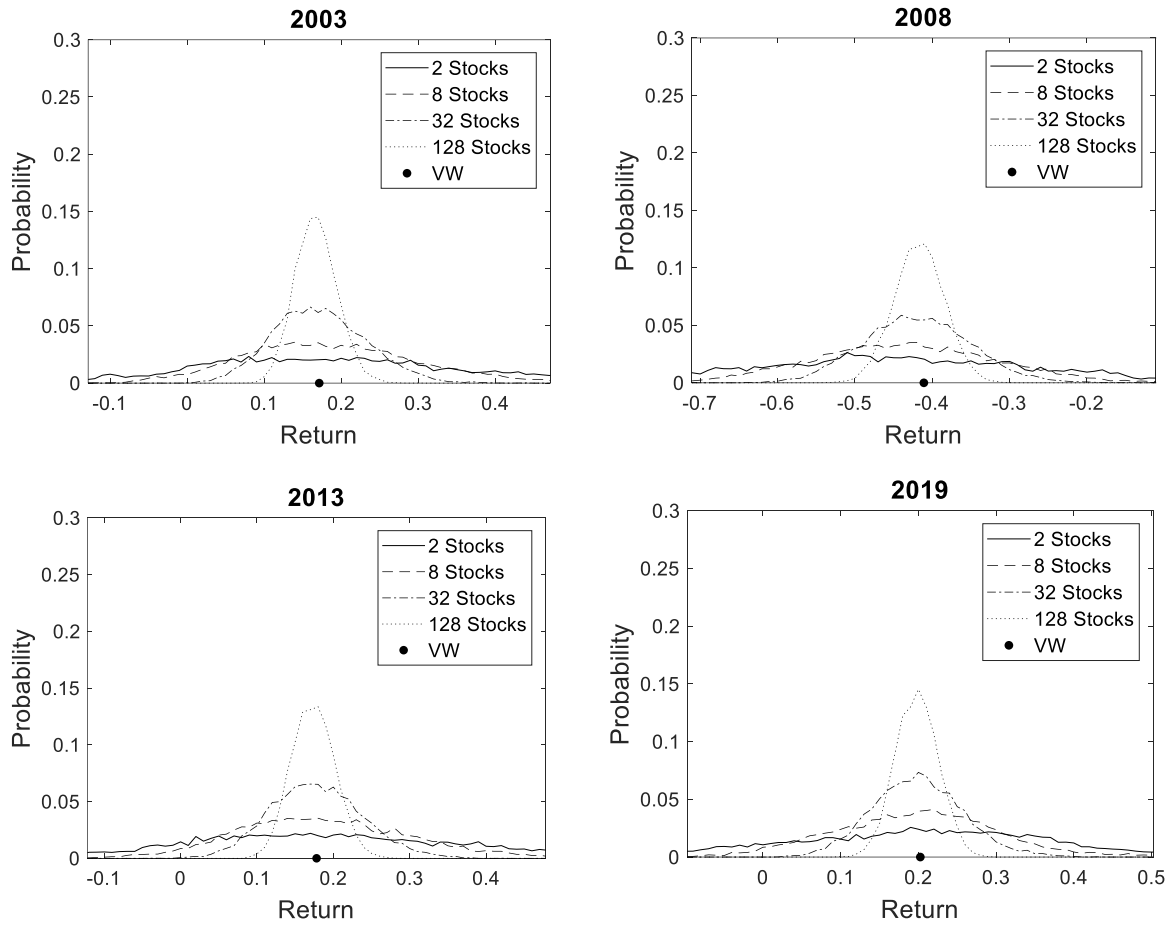 2003
0.3
0.25
0.2
0.15
0.1
0.05
0
Probability
2 Stocks
8 Stocks
32 Stocks
128 Stocks
VW
-0.1 0 0.1 0.2 0.3 0.4
Return
2008
0.3
0.25
0.2
0.15
0.1
0.05
0
Probability
2 Stocks
8 Stocks
32 Stocks
128 Stocks
VW
-0.7 -0.6 -0.5 -0.4 -0.3 -0.2
Return
2013
0.3
0.25
0.2
0.15
0.1
0.05
0
Probability
2 Stocks
8 Stocks
32 Stocks
128 Stocks
VW
-0.1 0 0.1 0.2 0.3 0.4
Return
2019
0.3
0.25
0.2
0.15
0.1
0.05
0
Probability
2 Stocks
8 Stocks
32 Stocks
128 Stocks
VW
0 0.1 0.2 0.3 0.4 0.5
Return